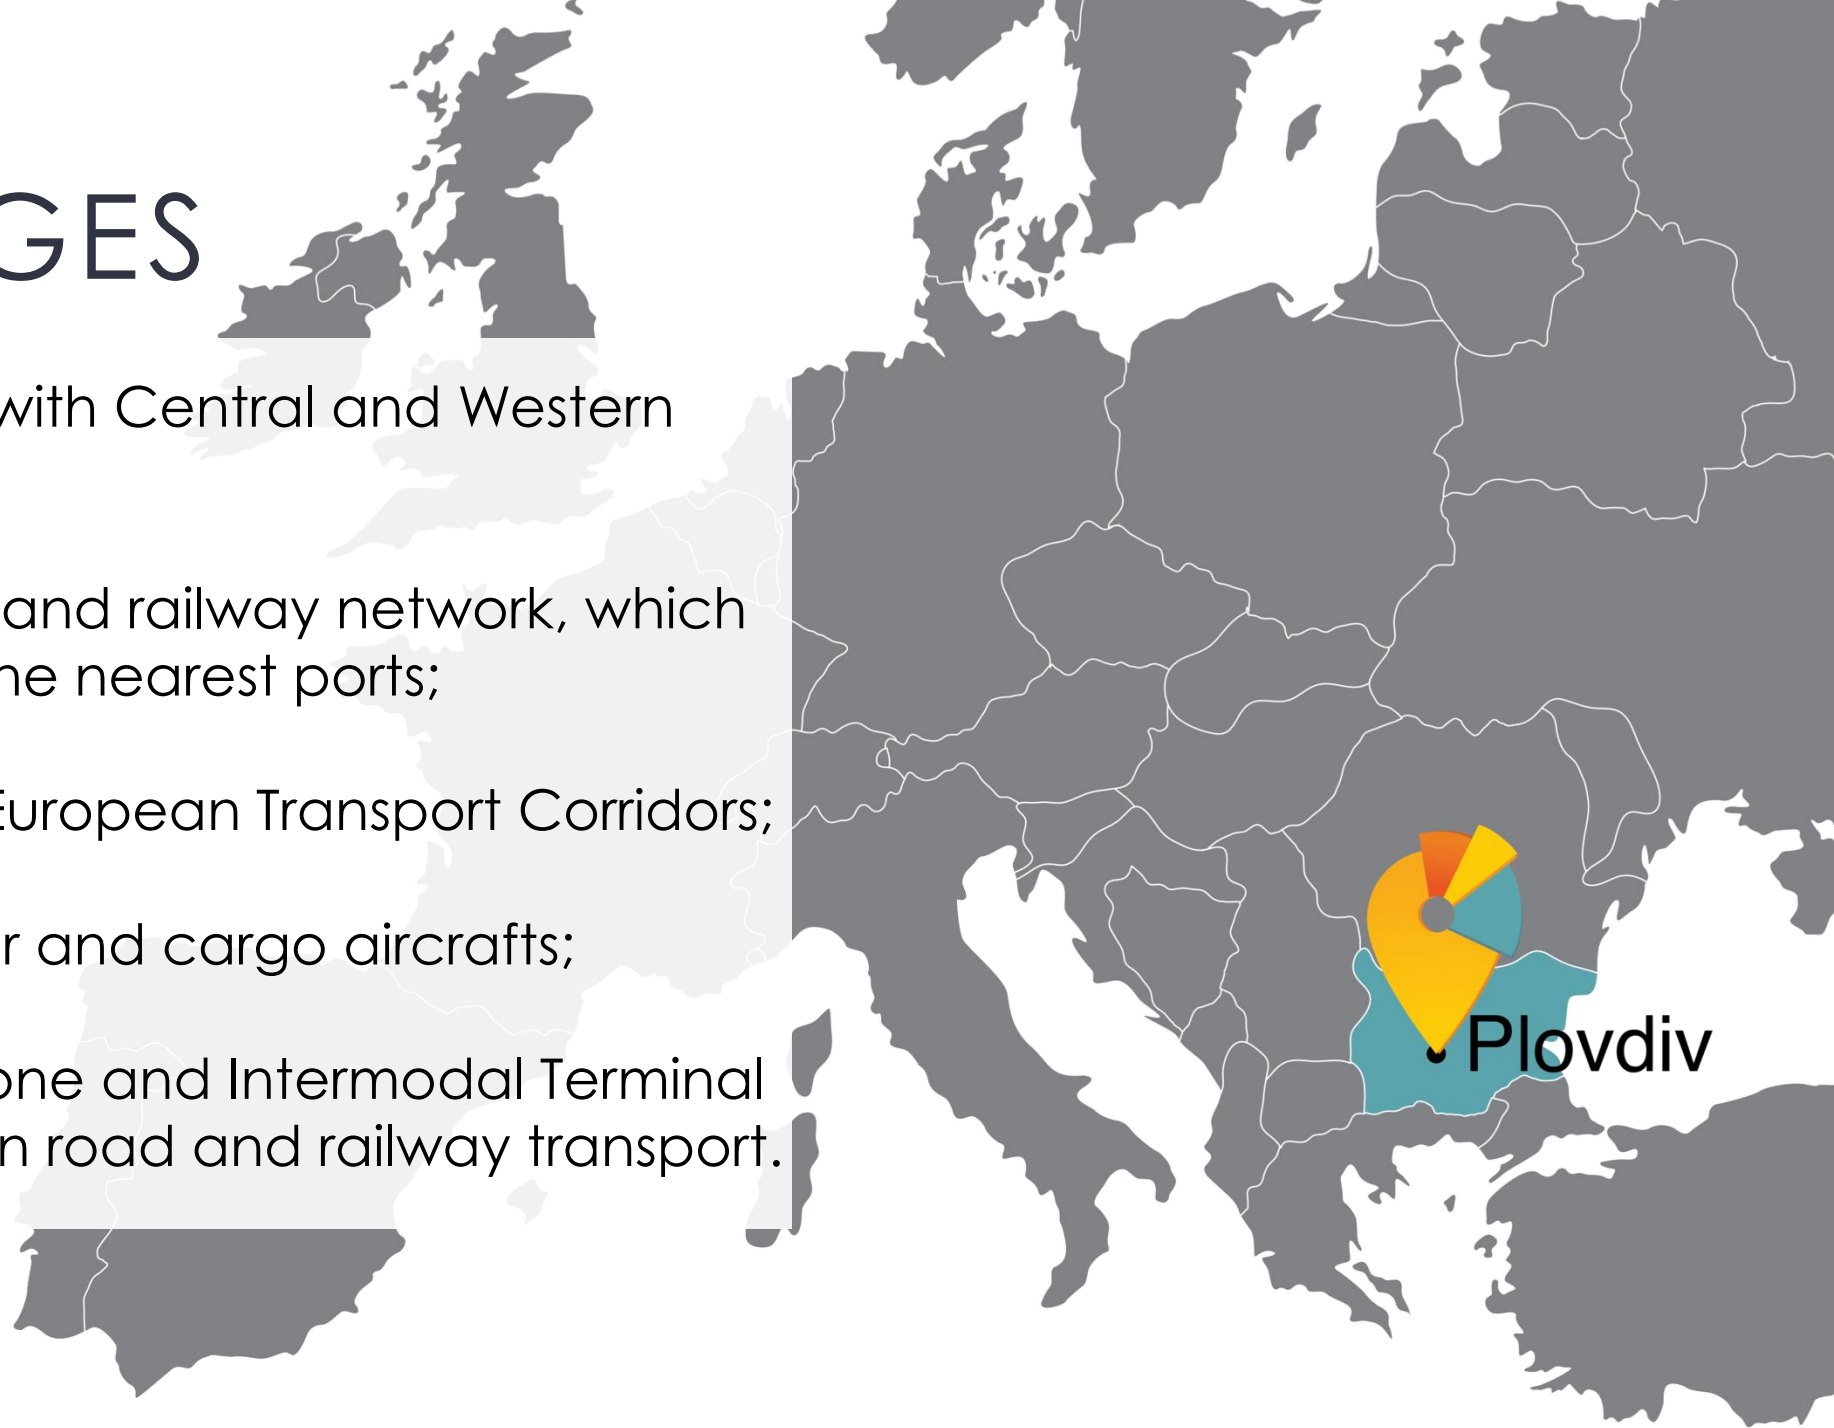 GES
with Central and Western
and railway network, which
he nearest ports;
European Transport Corridors;
r and cargo aircrafts;
one and Intermodal Terminal
n road and railway transport.
Plovdiv